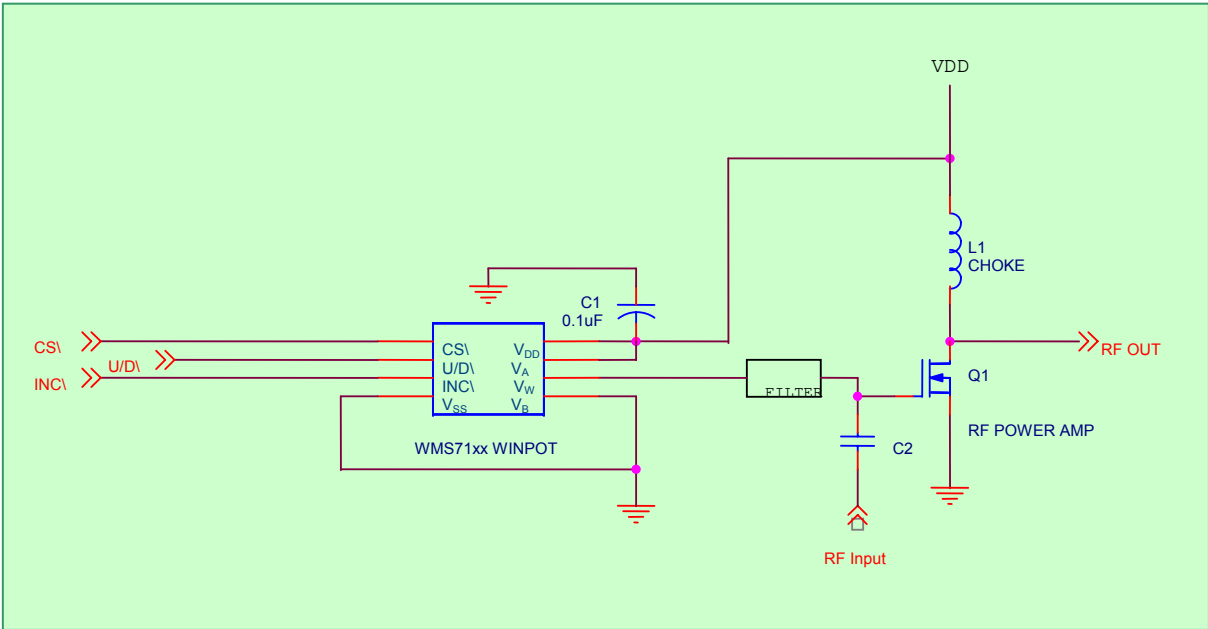 VDD
L1
CHOKE
C1
0.1uF
CS\
U/D\
INC\
CS\
U/D\
INC\
VSS
VDD
VA
VW
VB
WMS71xx WINPOT
FILTER
C2
RF Input
RF OUT
Q1
RF POWER AMP